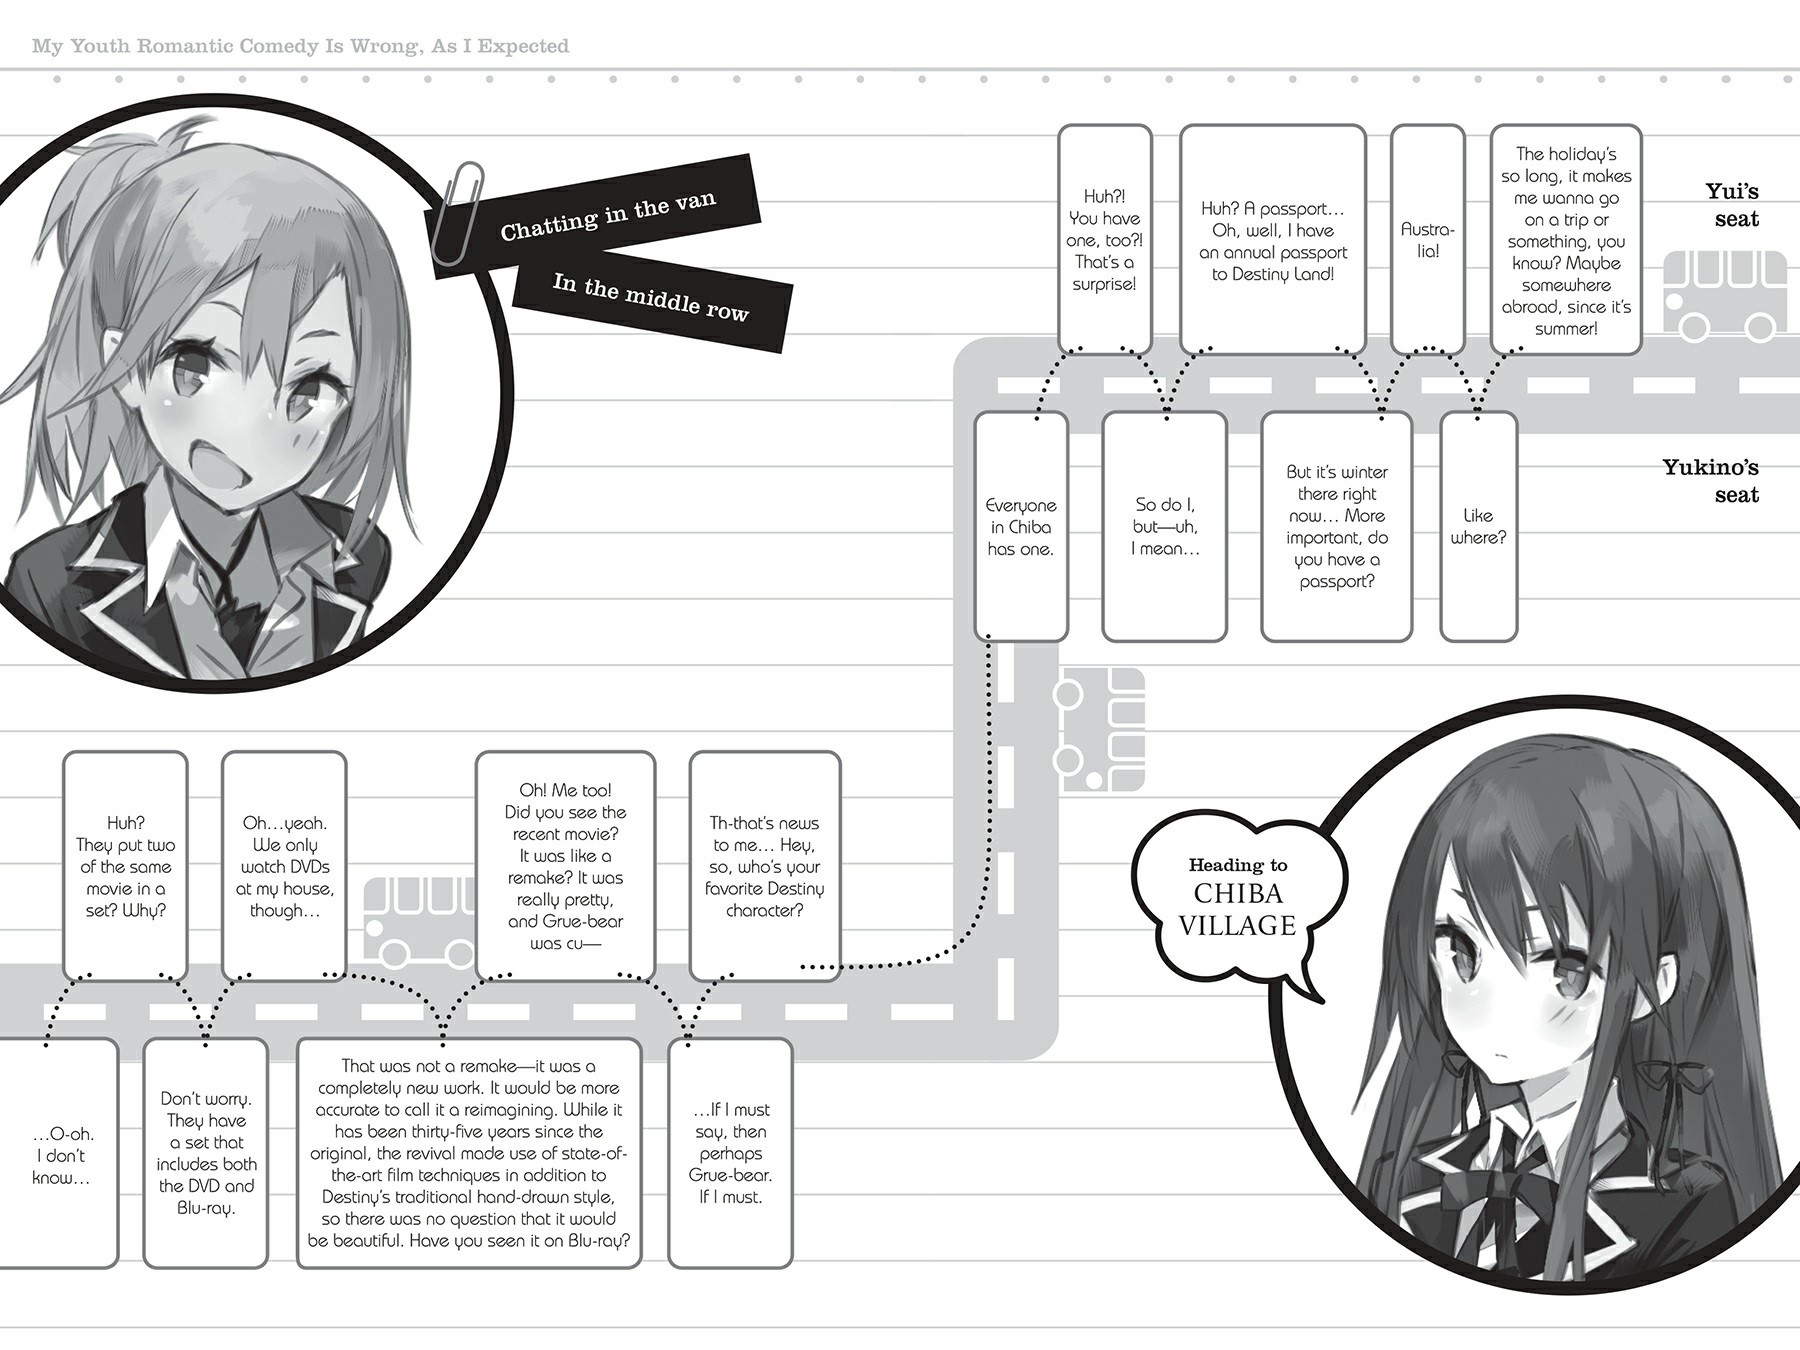 My Youth Romantic Comedy Is Wrong, As I Expected
Chatting in the van
In the middle row
Yui's
seat
Yukino's
seat
The holiday's
so long, it makes
me wanna go
on a trip or
something, you
know? Maybe
somewhere
abroad, since it's
summer!
Like
where?
Austra-
lia!
But it's winter
there right
now... More
important, do
you have a
passport?
Huh? A passport...
Oh, well, I have
an annual passport
to Destiny Land!
So do I,
but—uh,
I mean...
Huh?!
You have
one, too?!
That's a
surprise!
Everyone
in Chiba
has one.
Heading to
CHIBA
VILLAGE
Th-that's news
to me... Hey,
so, who's your
favorite Destiny
character?
...If I must
say, then
perhaps
Grue-bear.
If I must.
Oh! Me too!
Did you see the
recent movie?
It was like a
remake? It was
really pretty,
and Grue-bear
was cu—
That was not a remake—it was a
completely new work. It would be more
accurate to call it a reimagining. While it
has been thirty-five years since the
original, the revival made use of state-of-
the-art film techniques in addition to
Destiny's traditional hand-drawn style,
so there was no question that it would
be beautiful. Have you seen it on Blu-ray?
Oh...yeah.
We only
watch DVDs
at my house,
though...
Don't worry.
They have
a set that
includes both
the DVD and
Blu-ray.
Huh?
They put two
of the same
movie in a
set? Why?
...O-oh.
I don't
know...